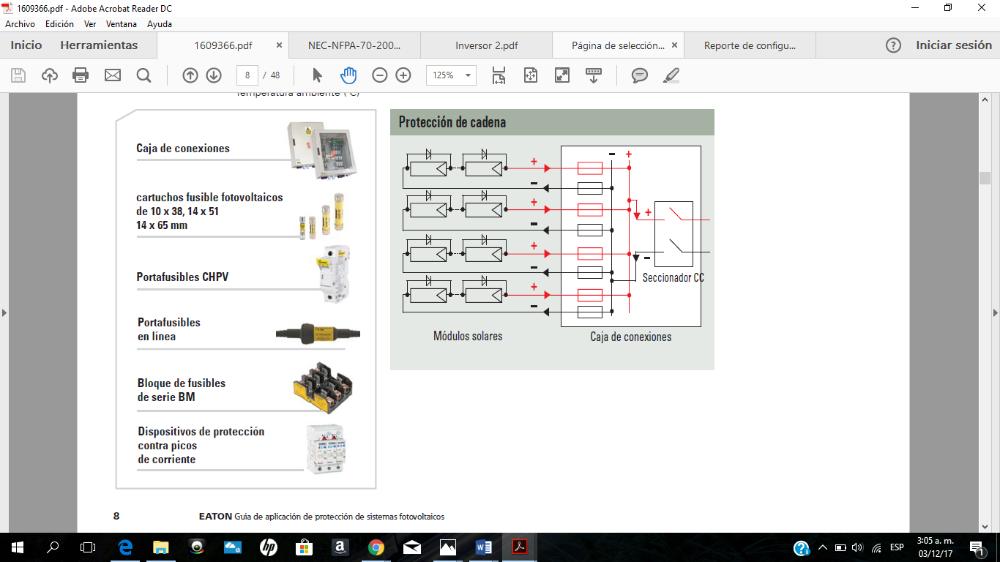 1609366.pdf - Adobe Acrobat Reader DC
Archivo Edición Ver Ventana Ayuda
Inicio Herramientas 1609366.pdf × NEC-NFPA-70-200... Inversor 2.pdf Página de selección... × Reporte de configu... ? Iniciar sesión
8 / 48 125%
Temperatura ambiente (°C)
Caja de conexiones
cartuchos fusible fotovoltaicos
de 10 x 38, 14 x 51
14 x 65 mm
Portafusibles CHPV
Portafusibles
en línea
Bloque de fusibles
de serie BM
Dispositivos de protección
contra picos
de corriente
Protección de cadena
- +
+
-
+
-
+
-
+
-
+
-
Seccionador CC
Módulos solares
Caja de conexiones
8 EATON Guía de aplicación de protección de sistemas fotovoltaicos
ESP
3:05 a. m.
03/12/17
1